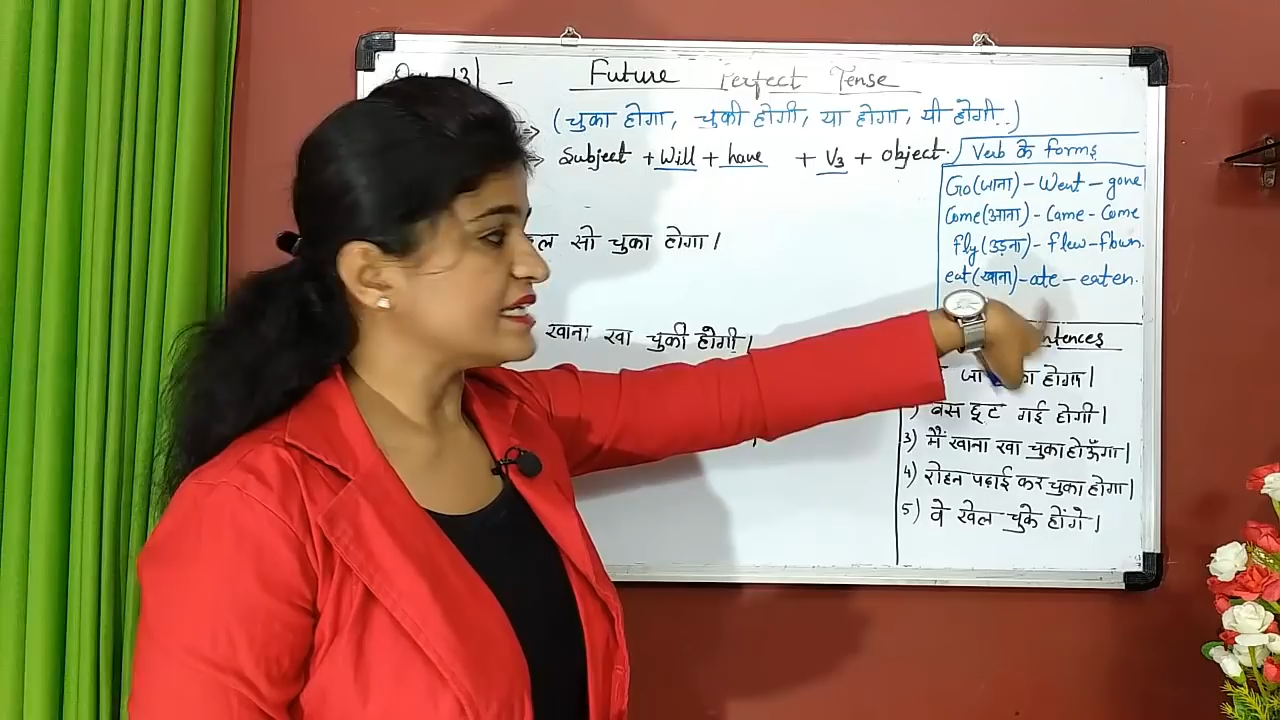 Future Perfect Tense
(चुका होगा, चुकी होगी, या होगा, यी होगी..)
Subject + Will + have + V3 + object.
Verb के forms
Go(जाना) - Went - gone
Come(आना) - Came - Come
fly(उड़ना) - flew - flown.
eat(खाना) - ate - eaten.
सो चुका होगा।
खाना खा चुकी होगी।
जा होगा।
बस छूट गई होगी।
3) मैं खाना खा चुका होऊँगा।
4) रोहन पढ़ाई कर चुका होगा।
5) वे खेल चुके होंगे।